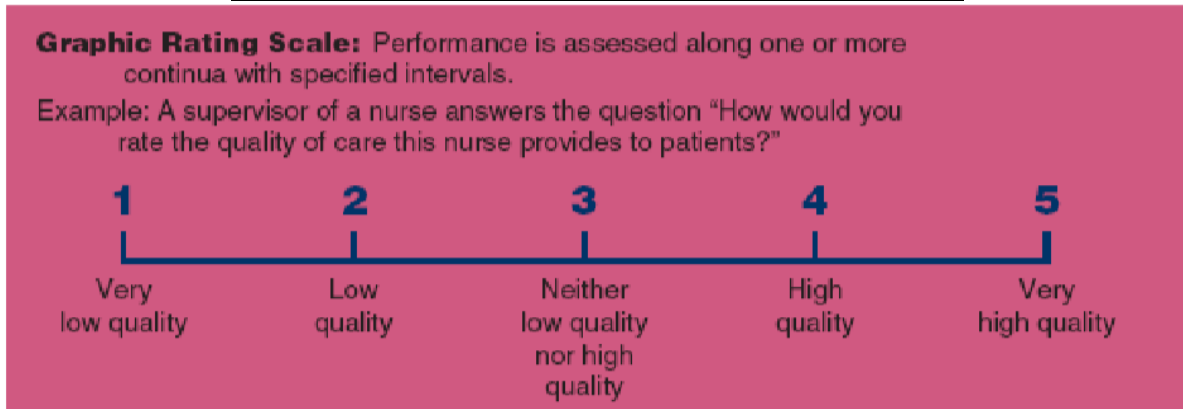 Graphic Rating Scale: Performance is assessed along one or more
continua with specified intervals.
Example: A supervisor of a nurse answers the question “How would you
rate the quality of care this nurse provides to patients?”
1 2 3 4 5
Very Low Neither High Very
low quality quality low quality quality high quality
nor high
quality